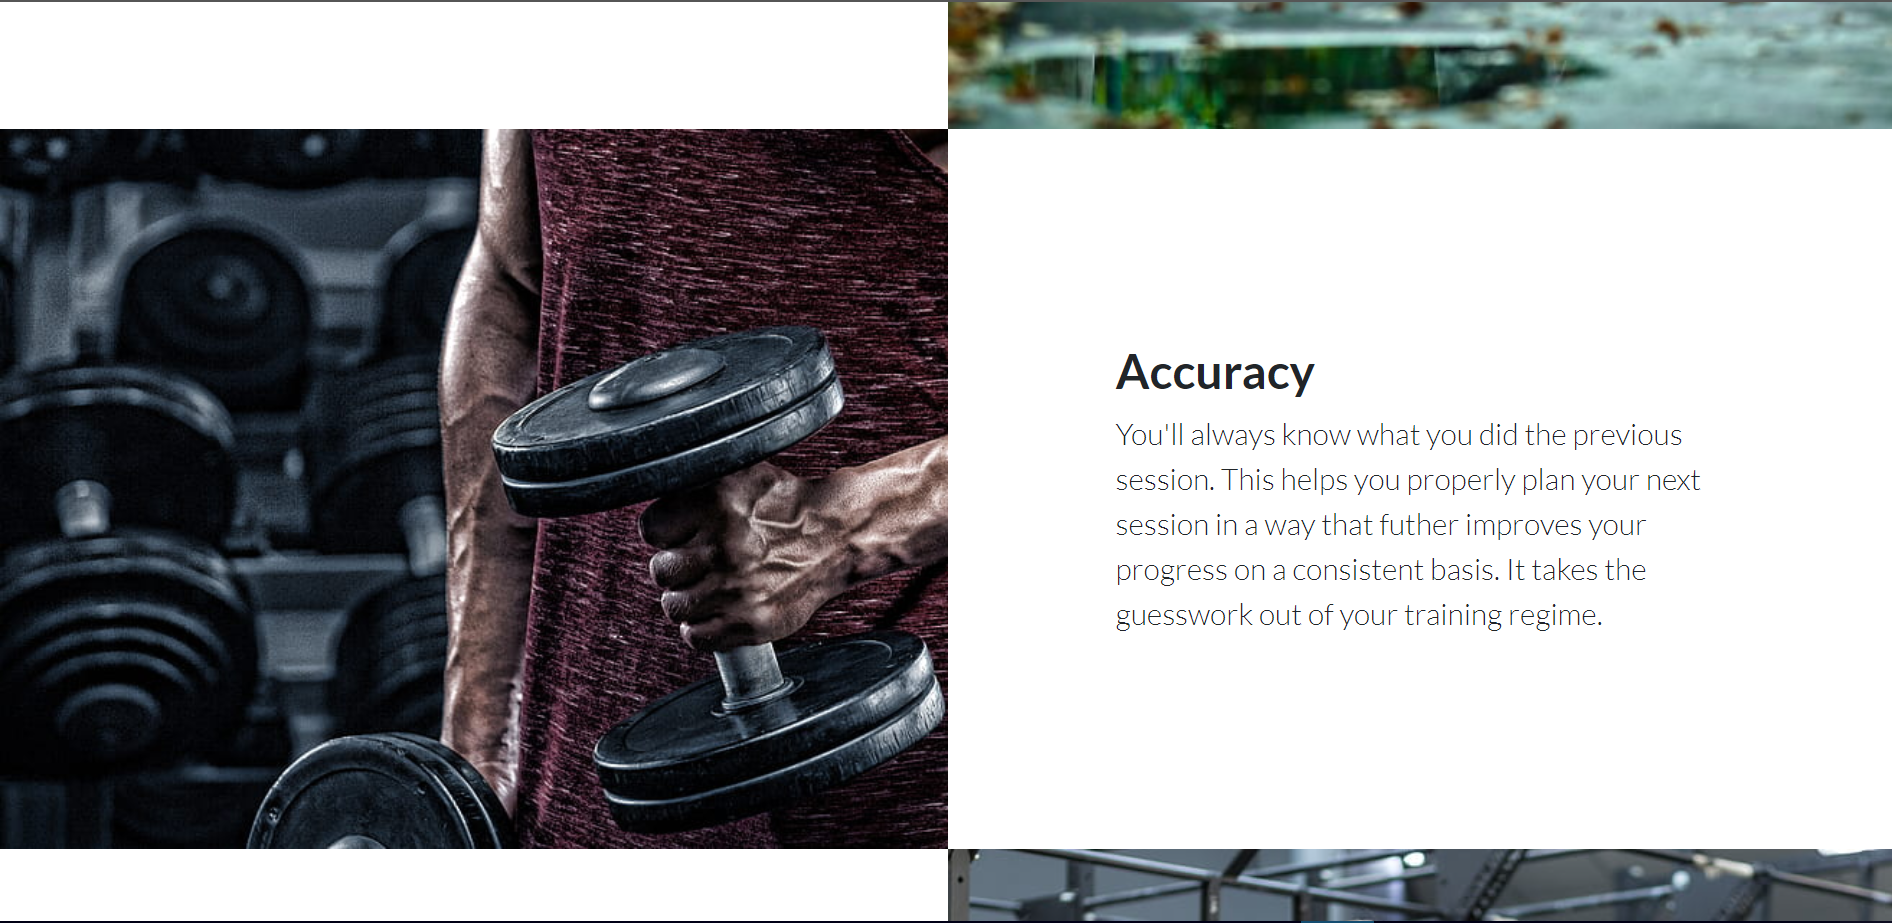 Accuracy
You'll always know what you did the previous
session. This helps you properly plan your next
session in a way that futher improves your
progress on a consistent basis. It takes the
guesswork out of your training regime.